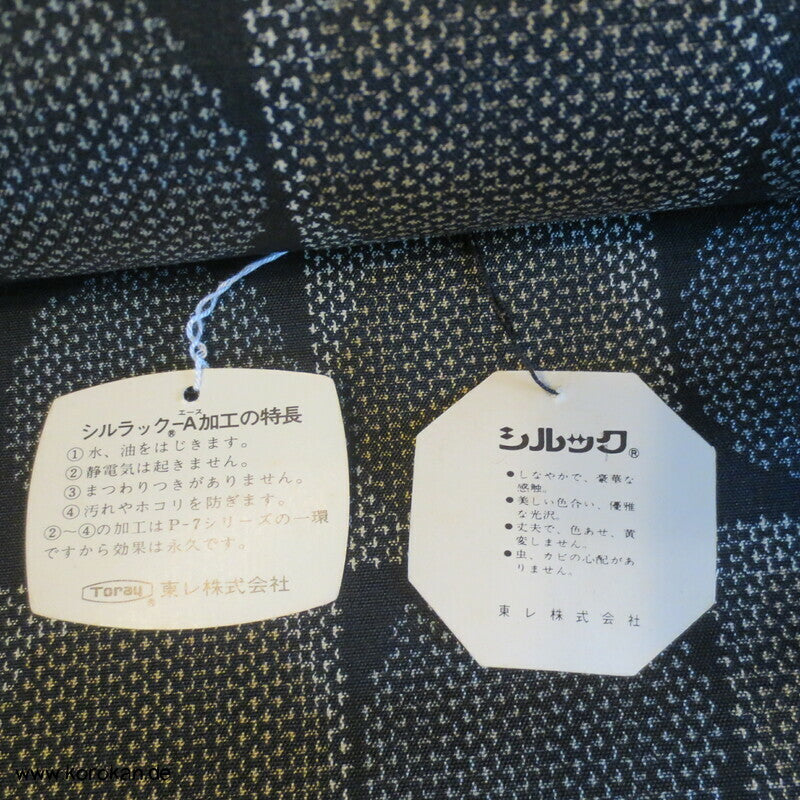 エース
シルラック®-A加工の特長
①水、油をはじきます。
②静電気は起きません。
③まつわりつきがありません。
④汚れやホコリを防ぎます。
②～④の加工はP-7シリーズの一環
ですから効果は永久です。
Toray® 東レ株式会社
シルック®
●しなやかで、豪華な
感触。
●美しい色合い、優雅
な光沢。
●丈夫で、色あせ、黄
変しません。
●虫、カビの心配があ
りません。
東レ株式会社
www.korokan.de